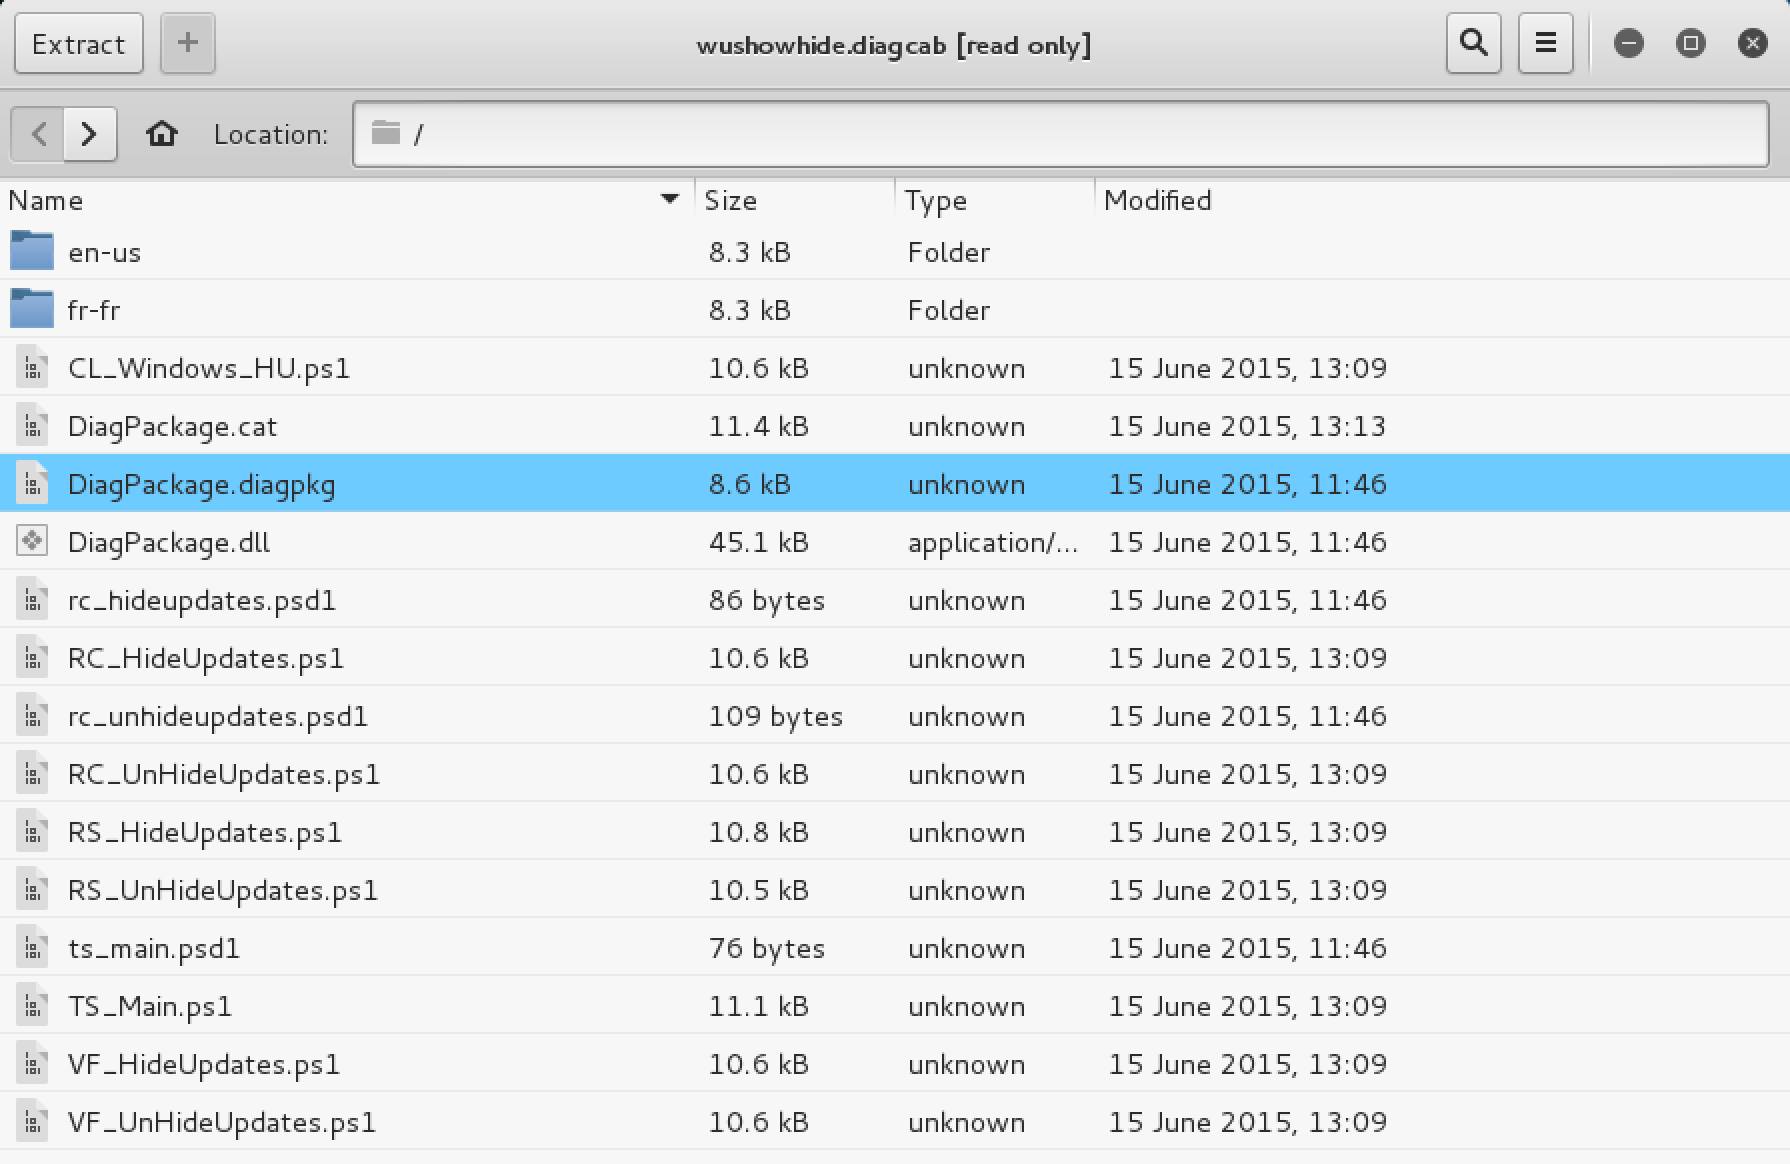 Extract + wushowhide.diagcab [read only]
Location: /
Name Size Type Modified
en-us 8.3 kB Folder
fr-fr 8.3 kB Folder
CL_Windows_HU.ps1 10.6 kB unknown 15 June 2015, 13:09
DiagPackage.cat 11.4 kB unknown 15 June 2015, 13:13
DiagPackage.diagpkg 8.6 kB unknown 15 June 2015, 11:46
DiagPackage.dll 45.1 kB application/... 15 June 2015, 11:46
rc_hideupdates.psd1 86 bytes unknown 15 June 2015, 11:46
RC_HideUpdates.ps1 10.6 kB unknown 15 June 2015, 13:09
rc_unhideupdates.psd1 109 bytes unknown 15 June 2015, 11:46
RC_UnHideUpdates.ps1 10.6 kB unknown 15 June 2015, 13:09
RS_HideUpdates.ps1 10.8 kB unknown 15 June 2015, 13:09
RS_UnHideUpdates.ps1 10.5 kB unknown 15 June 2015, 13:09
ts_main.psd1 76 bytes unknown 15 June 2015, 11:46
TS_Main.ps1 11.1 kB unknown 15 June 2015, 13:09
VF_HideUpdates.ps1 10.6 kB unknown 15 June 2015, 13:09
VF_UnHideUpdates.ps1 10.6 kB unknown 15 June 2015, 13:09